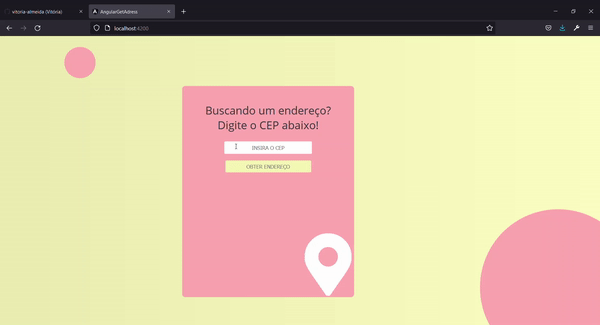 vitoria-almeida (Vitória)
AngularGetAdress
localhost:4200
Buscando um endereço?
Digite o CEP abaixo!
INSIRA O CEP
OBTER ENDEREÇO